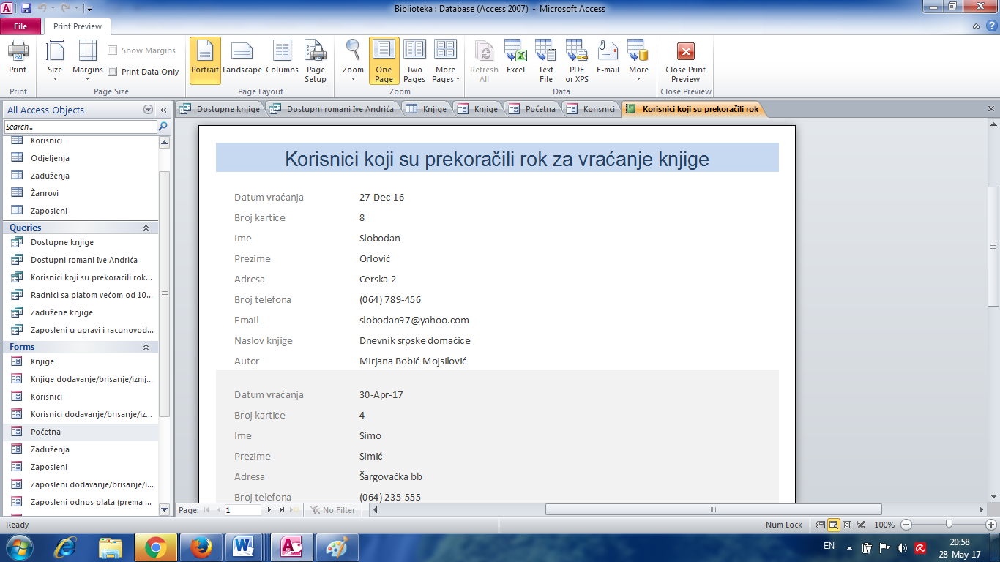 Biblioteka : Database (Access 2007) - Microsoft Access
File Print Preview
Print
Size
Margins
Show Margins
Print Data Only
Portrait
Landscape
Columns
Page Setup
Zoom
One Page
Two Pages
More Pages
Refresh All
Excel
Text File
PDF or XPS
E-mail
More
Close Print Preview
Print
Page Size
Page Layout
Zoom
Data
Close Preview
All Access Objects
Search...
Korisnici
Odjeljenja
Zaduženja
Žanrovi
Zaposleni
Queries
Dostupne knjige
Dostupni romani Ive Andrića
Korisnici koji su prekoracili rok...
Radnici sa platom većom od 10...
Zadužene knjige
Zaposleni u upravi i racunovod...
Forms
Knjige
Knjige dodavanje/brisanje/izmj...
Korisnici
Korisnici dodavanje/brisanje/iz...
Početna
Zaduženja
Zaposleni
Zaposleni dodavanje/brisanje/i...
Zaposleni odnos plata (prema ...
Dostupne knjige
Dostupni romani Ive Andrića
Knjige
Knjige
Početna
Korisnici
Korisnici koji su prekoračili rok
Korisnici koji su prekoračili rok za vraćanje knjige
Datum vraćanja 27-Dec-16
Broj kartice 8
Ime Slobodan
Prezime Orlović
Adresa Cerska 2
Broj telefona (064) 789-456
Email slobodan97@yahoo.com
Naslov knjige Dnevnik srpske domaćice
Autor Mirjana Bobić Mojsilović
Datum vraćanja 30-Apr-17
Broj kartice 4
Ime Simo
Prezime Simić
Adresa Šargovačka bb
Broj telefona (064) 235-555
Page: 1 No Filter
Ready
Num Lock
100%
EN
20:58
28-May-17